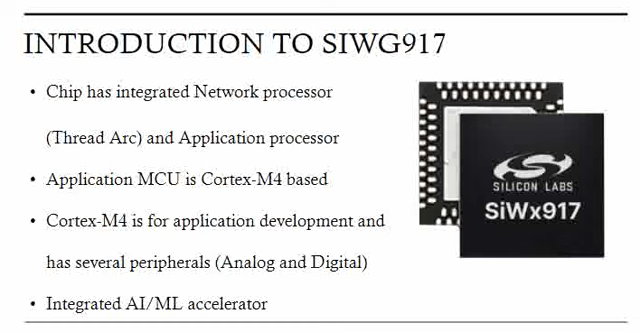 INTRODUCTION TO SIWG917
• Chip has integrated Network processor
(Thread Arc) and Application processor
• Application MCU is Cortex-M4 based
• Cortex-M4 is for application development and
has several peripherals (Analog and Digital)
• Integrated AI/ML accelerator
SILICON LABS
SiWx917